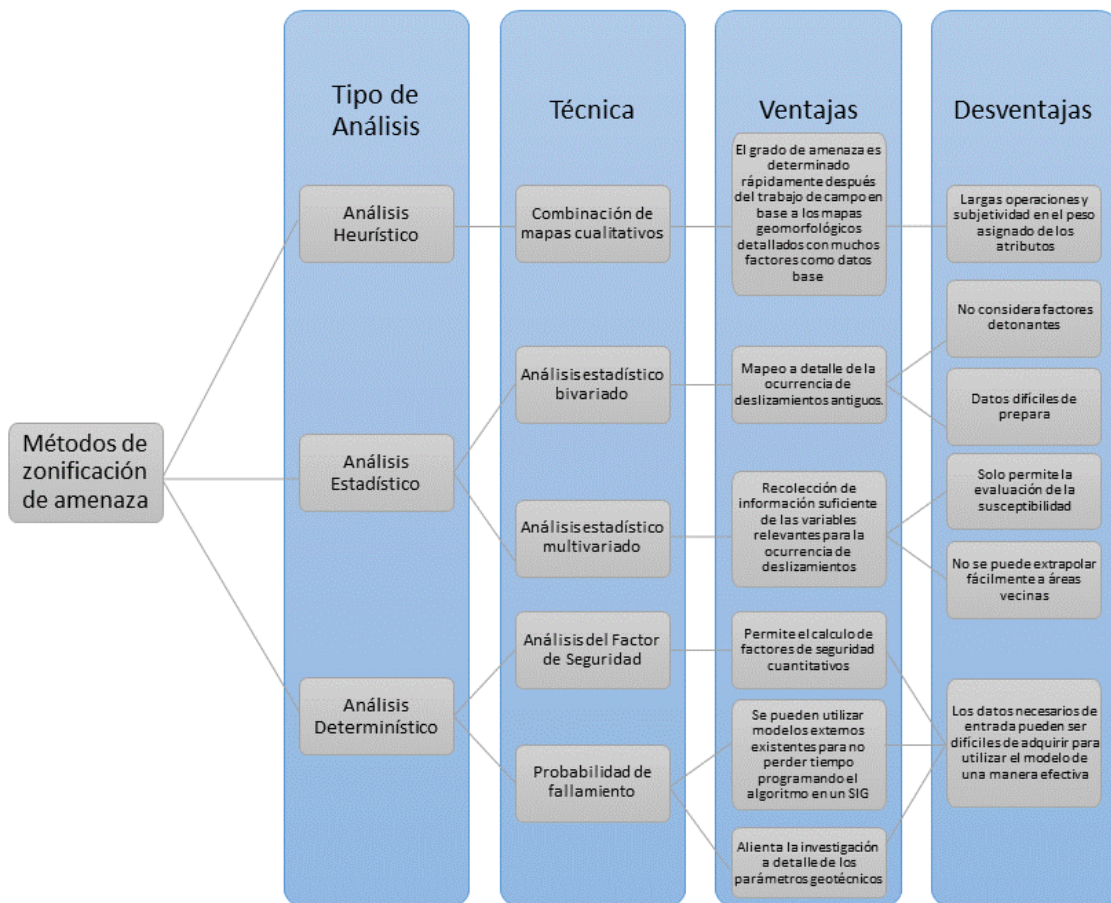 Tipo de
Análisis
Técnica
Ventajas
Desventajas
Métodos de
zonificación
de amenaza
Análisis
Heurístico
Combinación de
mapas cualitativos
El grado de amenaza es
determinado
rápidamente después
del trabajo de campo en
base a los mapas
geomorfológicos
detallados con muchos
factores como datos
base
Largas operaciones y
subjetividad en el peso
asignado de los
atributos
Análisis
Estadístico
Análisis estadístico
bivariado
Mapeo a detalle de la
ocurrencia de
deslizamientos antiguos.
No considera factores
detonantes
Datos difíciles de
prepara
Análisis estadístico
multivariado
Recolección de
información suficiente
de las variables
relevantes para la
ocurrencia de
deslizamientos
Solo permite la
evaluación de la
susceptibilidad
No se puede extrapolar
fácilmente a áreas
vecinas
Análisis
Determinístico
Análisis del Factor
de Seguridad
Permite el calculo de
factores de seguridad
cuantitativos
Probabilidad de
fallamiento
Se pueden utilizar
modelos externos
existentes para no
perder tiempo
programando el
algoritmo en un SIG
Alienta la investigación
a detalle de los
parámetros geotécnicos
Los datos necesarios de
entrada pueden ser
difíciles de adquirir para
utilizar el modelo de
una manera efectiva